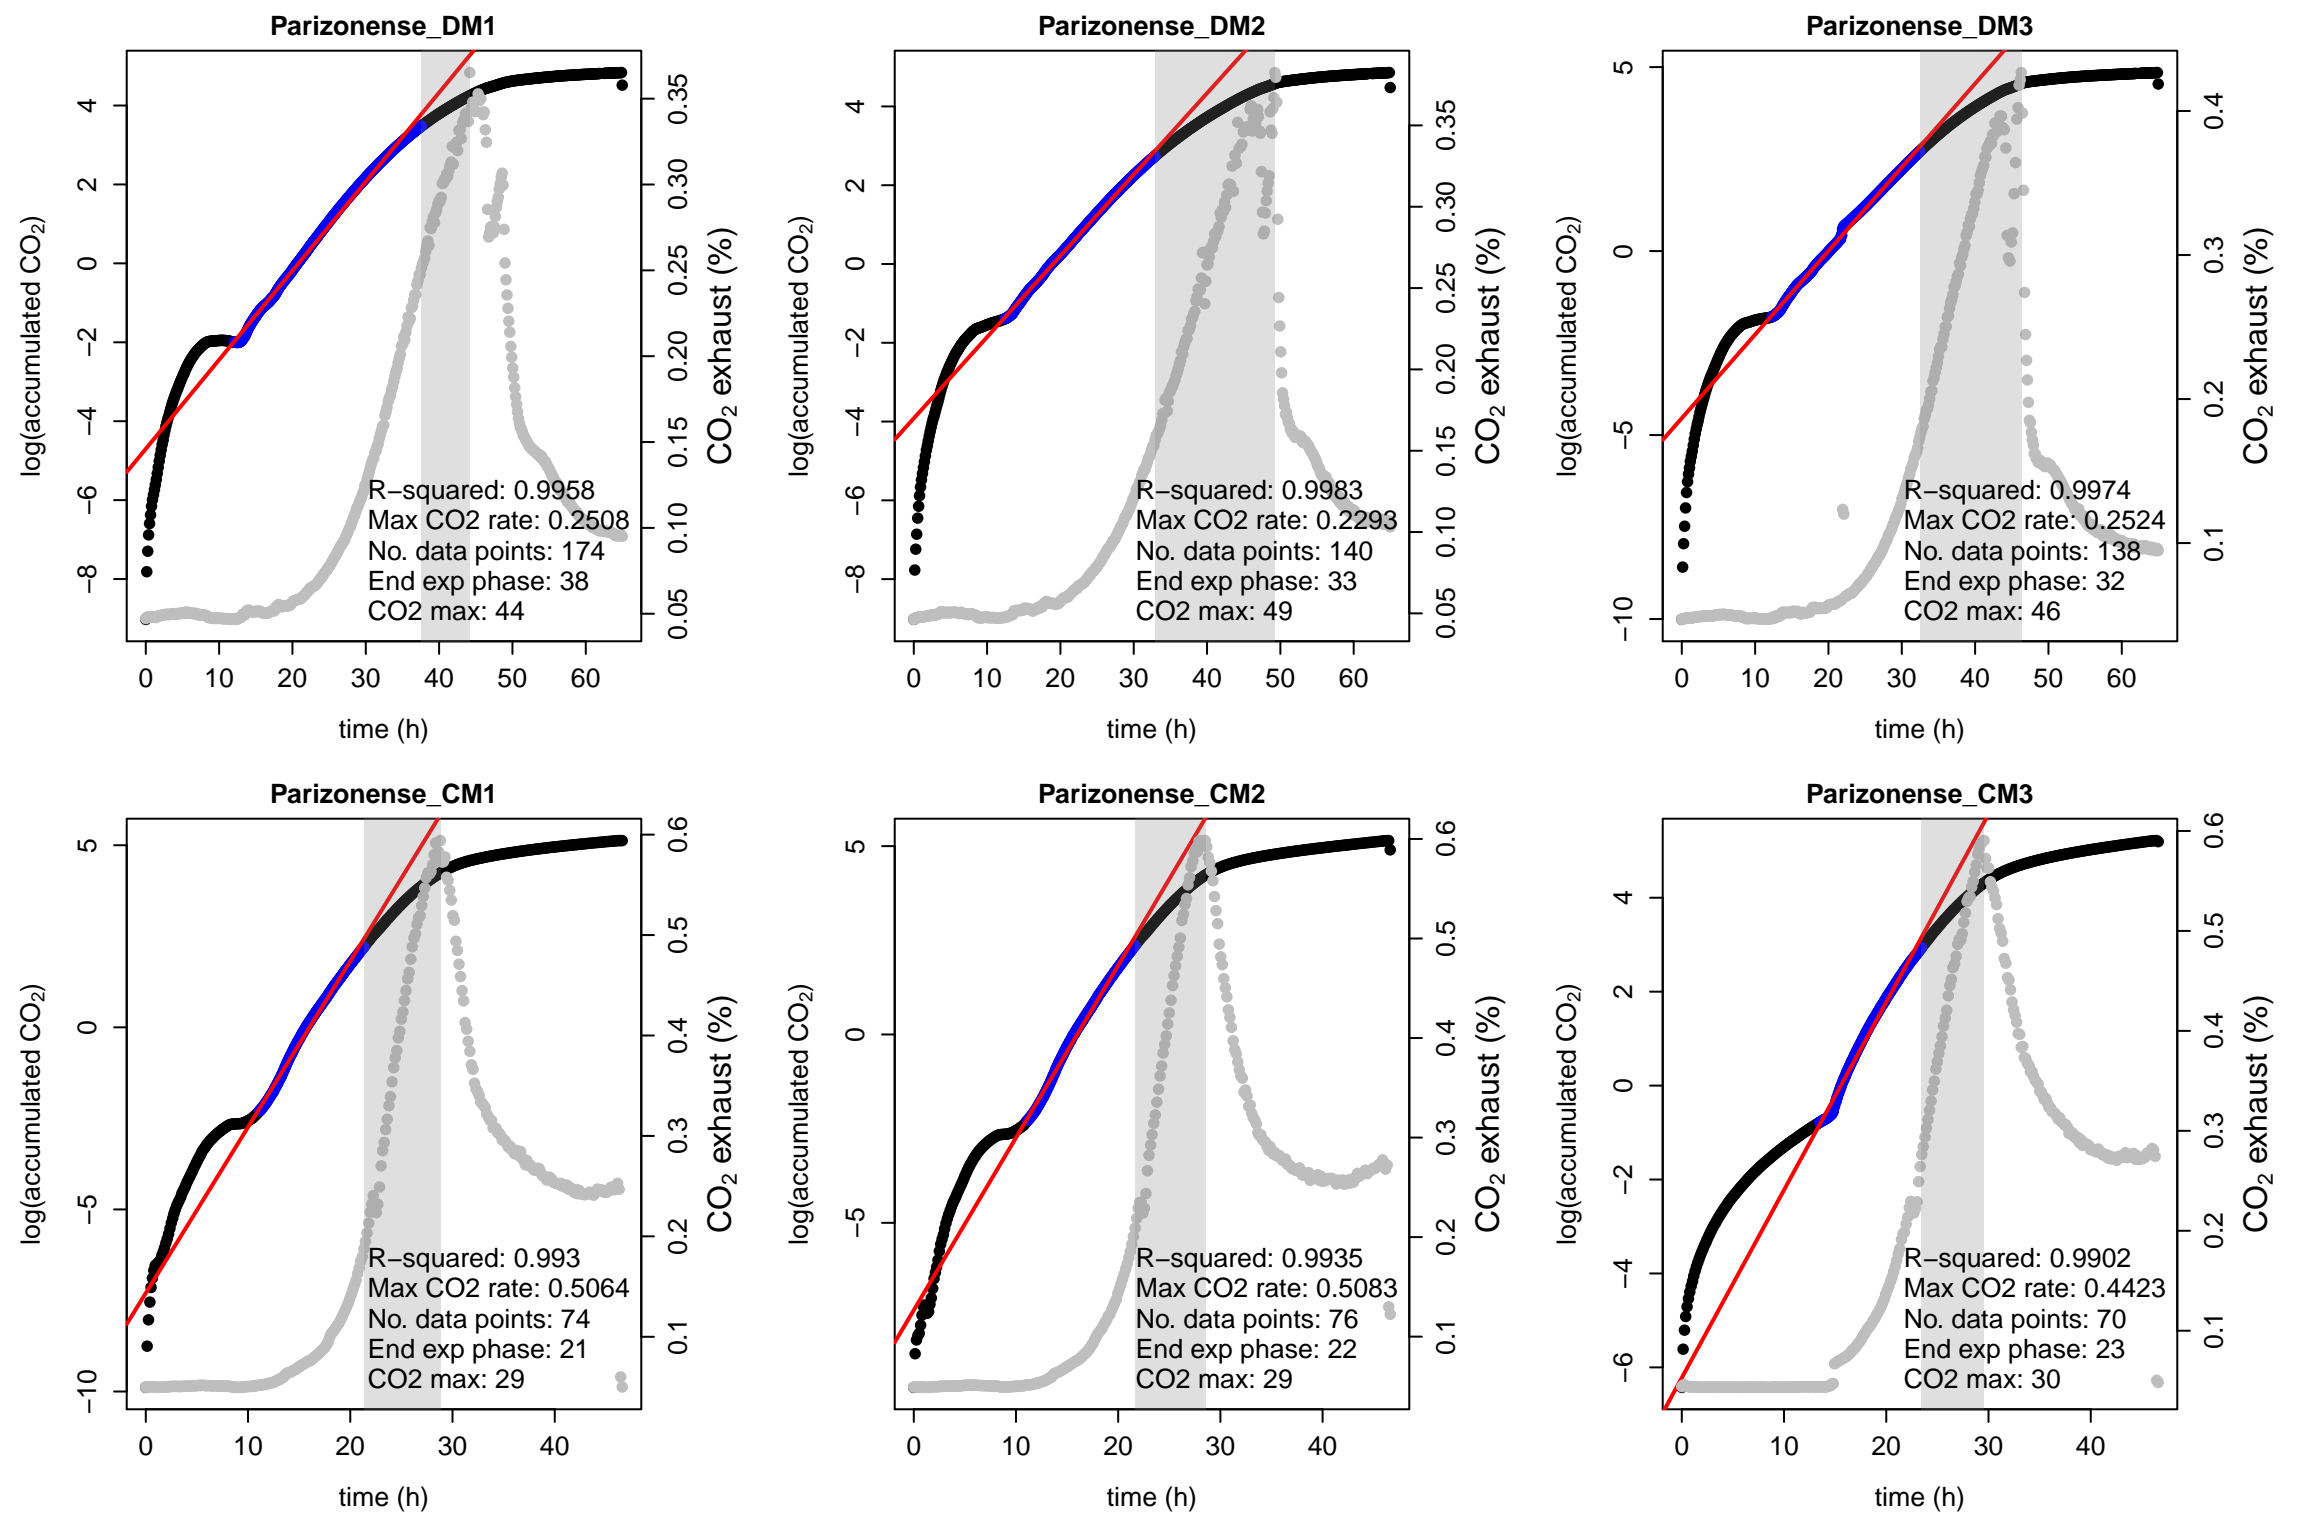 Parizonense_DM1
4
2
0
−2
−4
−6
−8
log(accumulated CO2)
0.35
0.30
0.25
0.20
0.15
0.10
0.05
CO2 exhaust (%)
R−squared: 0.9958
Max CO2 rate: 0.2508
No. data points: 174
End exp phase: 38
CO2 max: 44
0 10 20 30 40 50 60
time (h)
Parizonense_DM2
4
2
0
−2
−4
−6
−8
log(accumulated CO2)
0.35
0.30
0.25
0.20
0.15
0.10
0.05
CO2 exhaust (%)
R−squared: 0.9983
Max CO2 rate: 0.2293
No. data points: 140
End exp phase: 33
CO2 max: 49
0 10 20 30 40 50 60
time (h)
Parizonense_DM3
5
0
−5
−10
log(accumulated CO2)
0.4
0.3
0.2
0.1
CO2 exhaust (%)
R−squared: 0.9974
Max CO2 rate: 0.2524
No. data points: 138
End exp phase: 32
CO2 max: 46
0 10 20 30 40 50 60
time (h)
Parizonense_CM1
5
0
−5
−10
log(accumulated CO2)
0.6
0.5
0.4
0.3
0.2
0.1
CO2 exhaust (%)
R−squared: 0.993
Max CO2 rate: 0.5064
No. data points: 74
End exp phase: 21
CO2 max: 29
0 10 20 30 40
time (h)
Parizonense_CM2
5
0
−5
log(accumulated CO2)
0.6
0.5
0.4
0.3
0.2
0.1
CO2 exhaust (%)
R−squared: 0.9935
Max CO2 rate: 0.5083
No. data points: 76
End exp phase: 22
CO2 max: 29
0 10 20 30 40
time (h)
Parizonense_CM3
4
2
0
−2
−4
−6
log(accumulated CO2)
0.6
0.5
0.4
0.3
0.2
0.1
CO2 exhaust (%)
R−squared: 0.9902
Max CO2 rate: 0.4423
No. data points: 70
End exp phase: 23
CO2 max: 30
0 10 20 30 40
time (h)